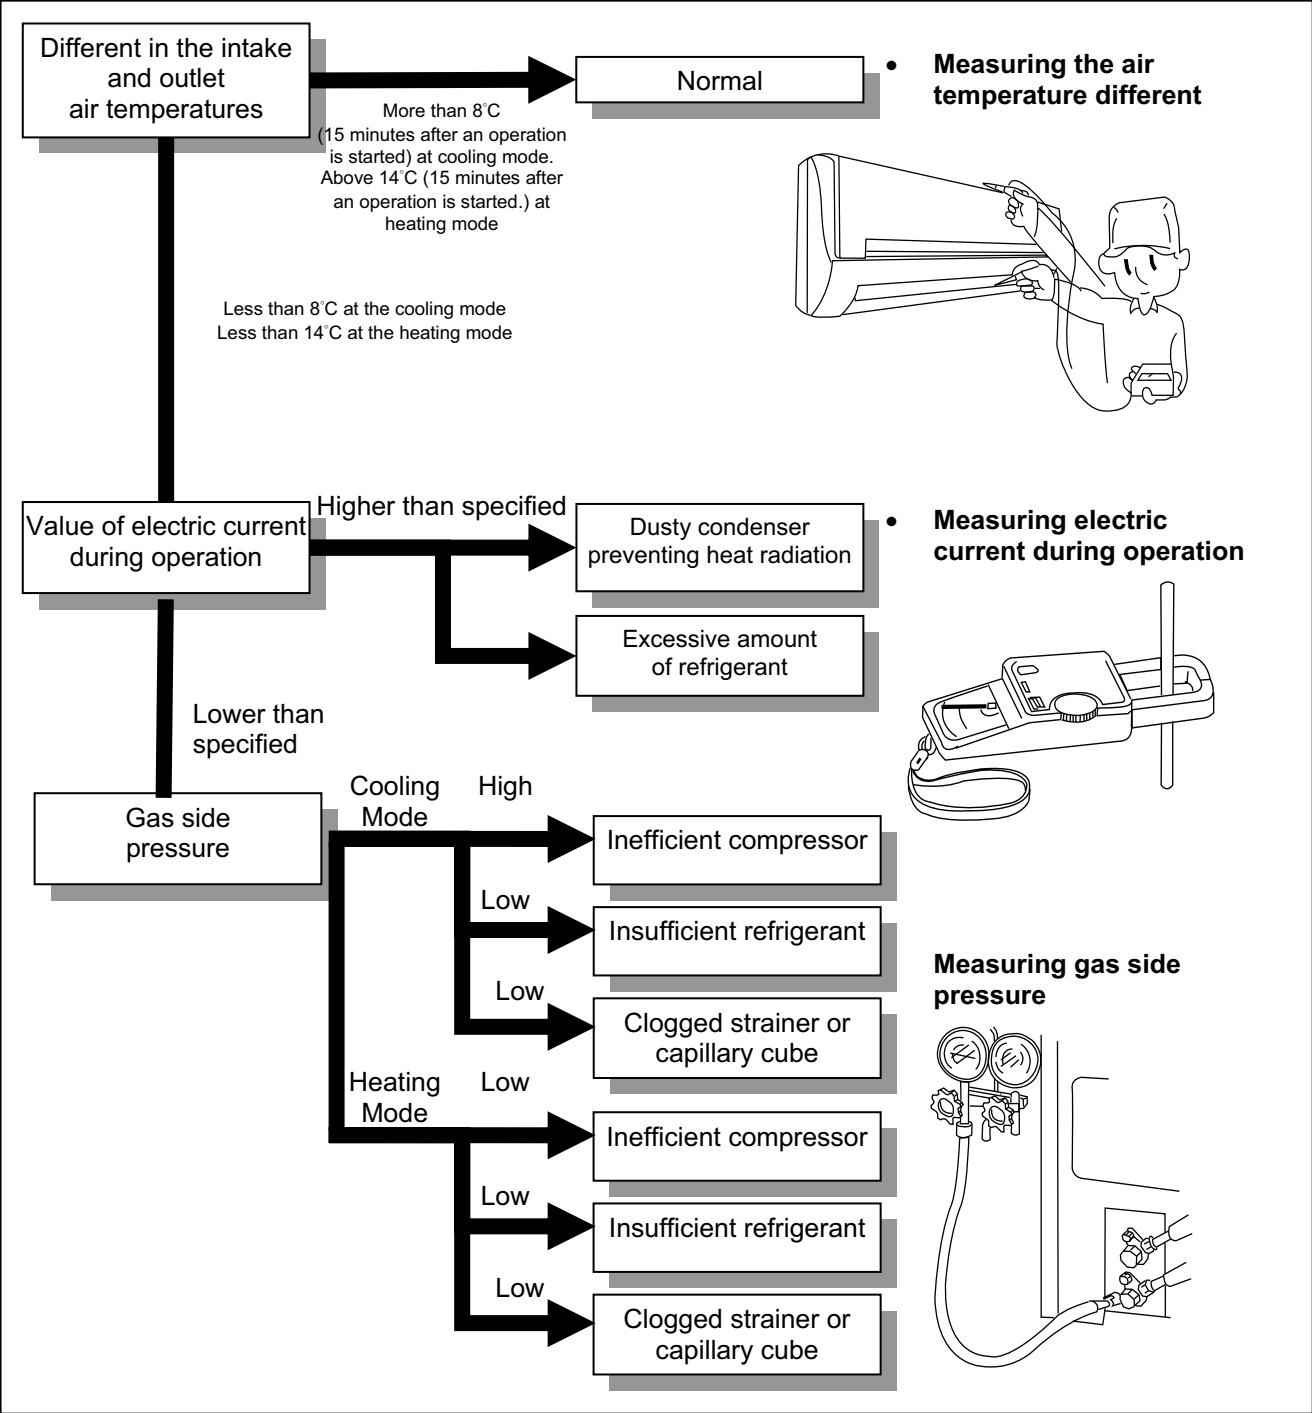 Different in the intake
and outlet
air temperatures
Normal
More than 8°C
(15 minutes after an operation
is started) at cooling mode.
Above 14°C (15 minutes after
an operation is started.) at
heating mode
Less than 8°C at the cooling mode
Less than 14°C at the heating mode
• Measuring the air
temperature different
Value of electric current
during operation
Higher than specified
Dusty condenser
preventing heat radiation
Excessive amount
of refrigerant
• Measuring electric
current during operation
Lower than
specified
Gas side
pressure
Cooling
Mode
High
Inefficient compressor
Low
Insufficient refrigerant
Low
Clogged strainer or
capillary cube
Heating
Mode
Low
Inefficient compressor
Low
Insufficient refrigerant
Low
Clogged strainer or
capillary cube
Measuring gas side
pressure